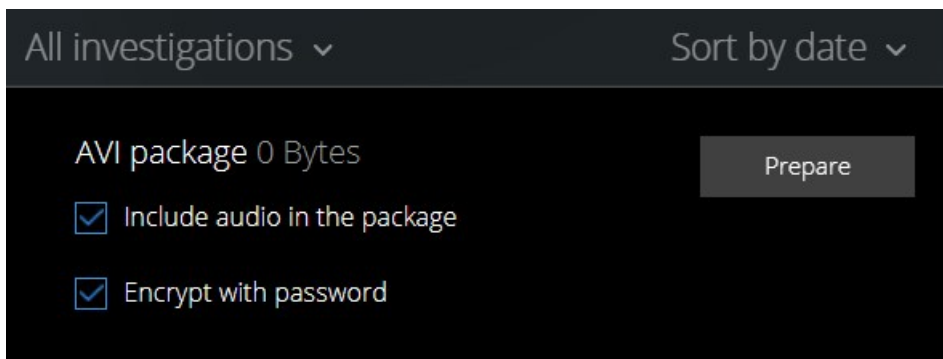 All investigations Sort by date
AVI package 0 Bytes
Prepare
Include audio in the package
Encrypt with password